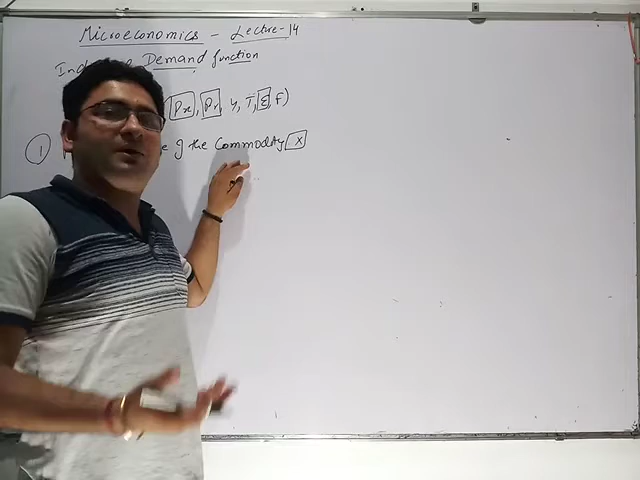 Microeconomics - Lecture-14
Demand function
Px, Pr, Y, T, E, F)
① of the Commodity X